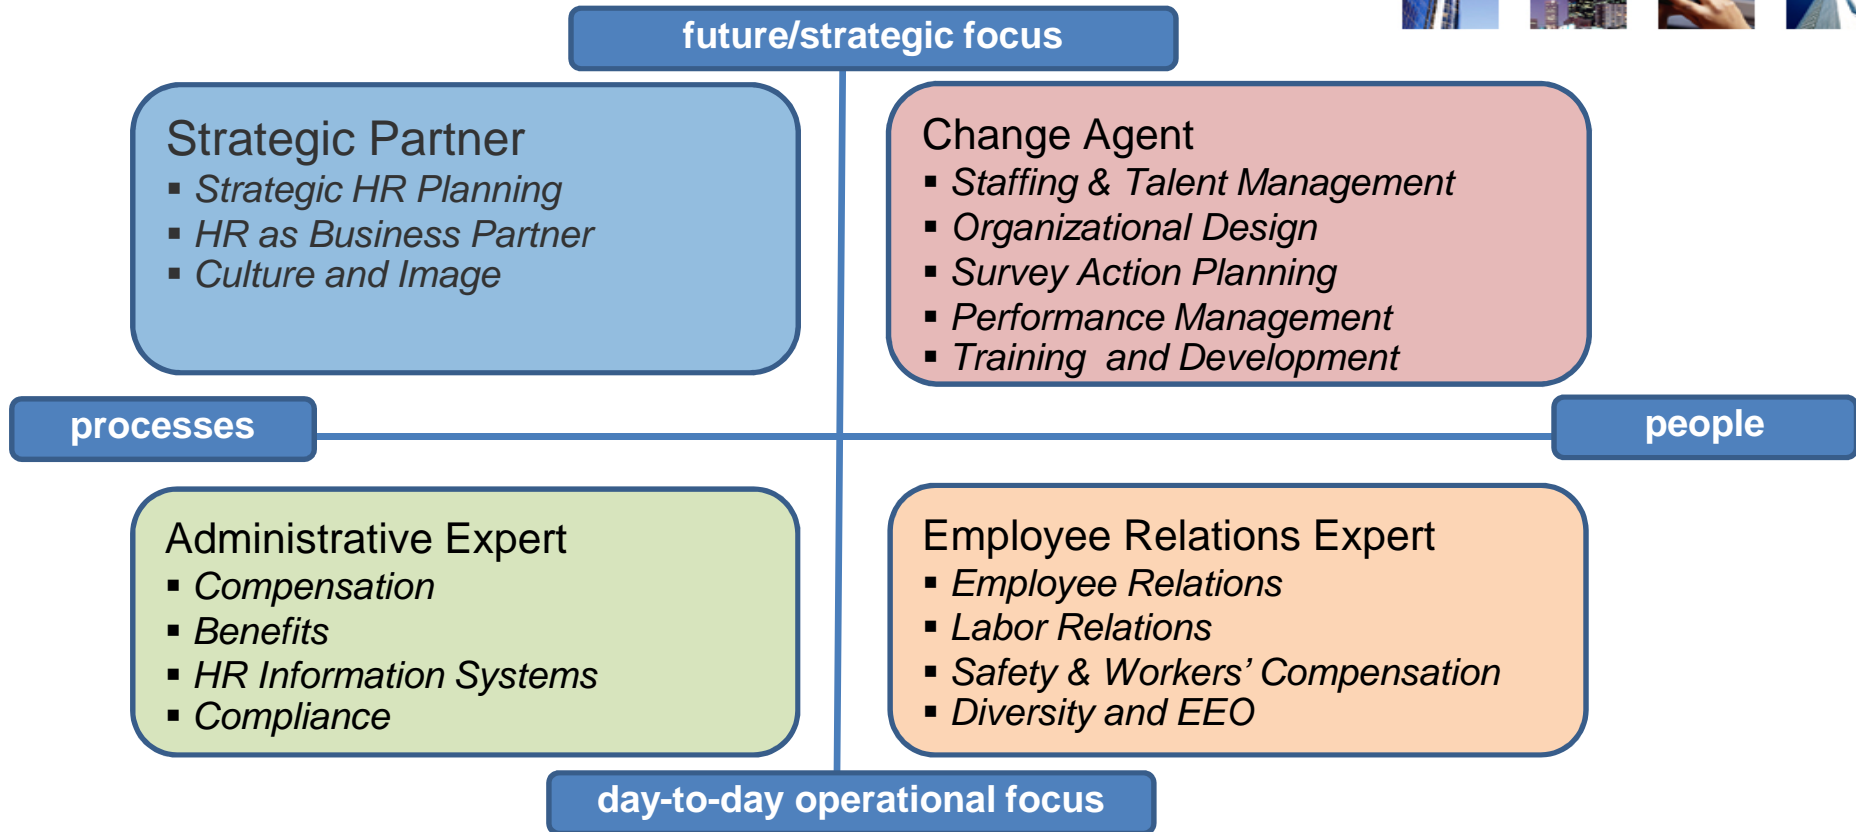 future/strategic focus
Strategic Partner
▪ Strategic HR Planning
▪ HR as Business Partner
▪ Culture and Image
Change Agent
▪ Staffing & Talent Management
▪ Organizational Design
▪ Survey Action Planning
▪ Performance Management
▪ Training  and Development
processes
people
Administrative Expert
▪ Compensation
▪ Benefits
▪ HR Information Systems
▪ Compliance
Employee Relations Expert
▪ Employee Relations
▪ Labor Relations
▪ Safety & Workers’ Compensation
▪ Diversity and EEO
day-to-day operational focus